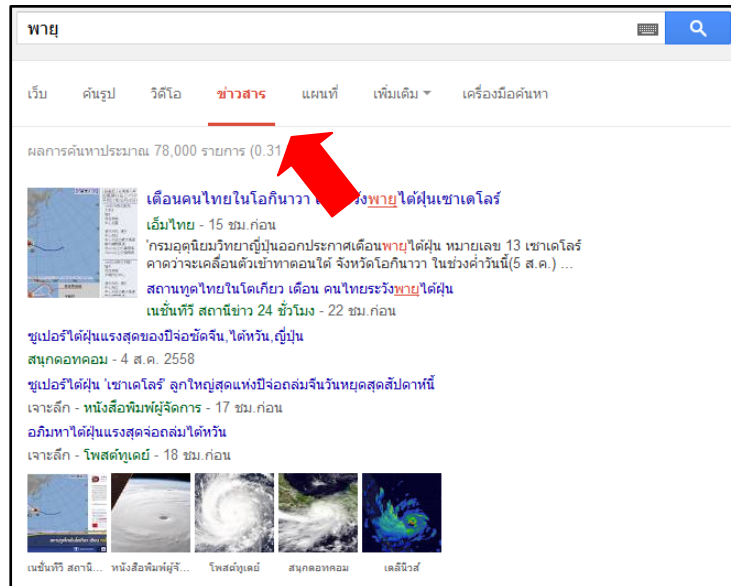 พายุ
เว็บ ค้นรูป วิดีโอ ข่าวสาร แผนที่ เพิ่มเติม เครื่องมือค้นหา
ผลการค้นหาประมาณ 78,000 รายการ (0.31
เตือนคนไทยในโอกินาวา วังพายุไต้ฝุ่นเซาเดโลร์
เอ็มไทย - 15 ชม.ก่อน
'กรมอุตุนิยมวิทยาญี่ปุ่นออกประกาศเตือนพายุไต้ฝุ่น หมายเลข 13 เซาเดโลร์
คาดว่าจะเคลื่อนตัวเข้าทาตอนใต้ จังหวัดโอกินาวา ในช่วงค่ำวันนี้(5 ส.ค.) ...
สถานทูตไทยในโตเกียว เตือน คนไทยระวังพายุไต้ฝุ่น
เนชั่นทีวี สถานีข่าว 24 ชั่วโมง - 22 ชม.ก่อน
ซูเปอร์ไต้ฝุ่นแรงสุดของปีจ่อซัดจีน,ไต้หวัน,ญี่ปุ่น
สนุกดอทคอม - 4 ส.ค. 2558
ซูเปอร์ไต้ฝุ่น 'เซาเดโลร์' ลูกใหญ่สุดแห่งปีจ่อถล่มจีนวันหยุดสุดสัปดาห์นี้
เจาะลึก - หนังสือพิมพ์ผู้จัดการ - 17 ชม.ก่อน
อภิมหาไต้ฝุ่นแรงสุดจ่อถล่มไต้หวัน
เจาะลึก - โพสต์ทูเดย์ - 18 ชม.ก่อน
เนชั่นทีวี สถานี... หนังสือพิมพ์ผู้จั... โพสต์ทูเดย์ สนุกดอทคอม เดลินิวส์